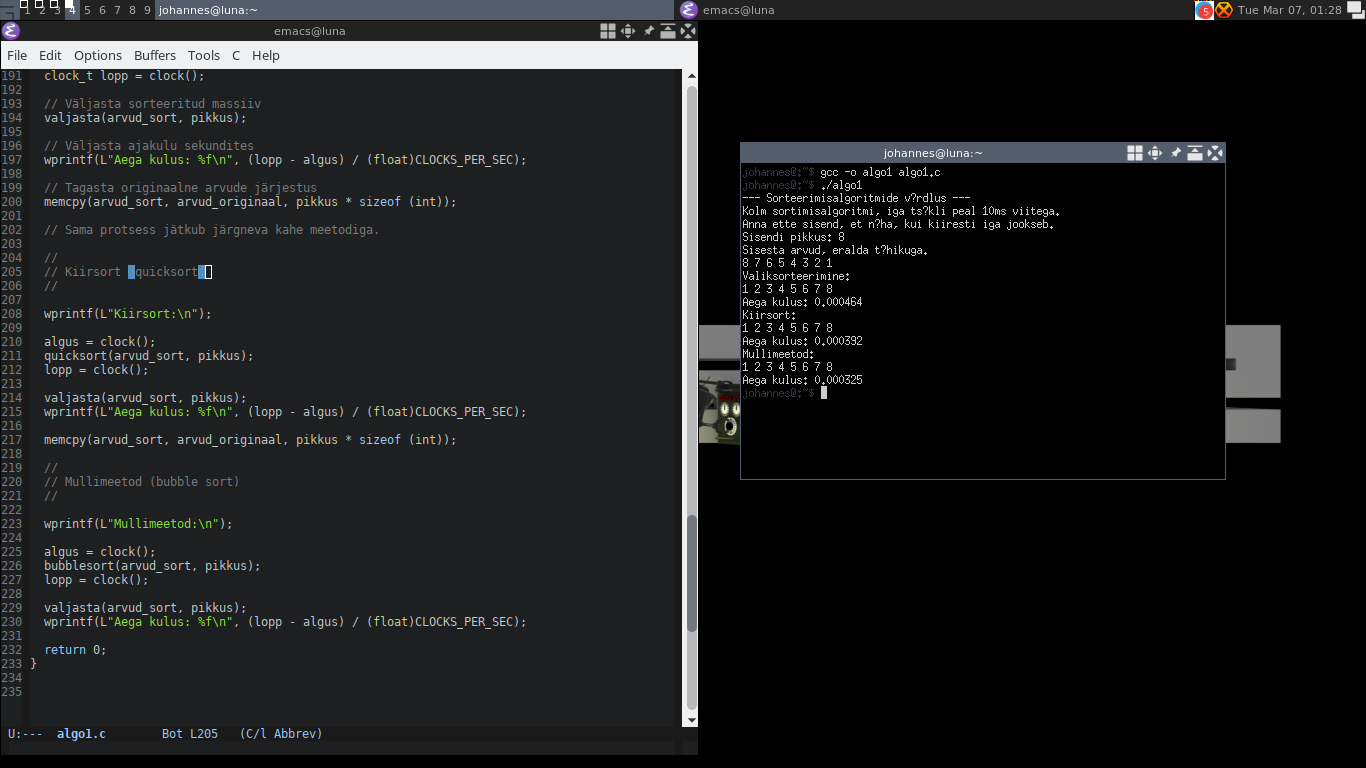 1 2 3 4 5 6 7 8 9 johannes@luna:~
emacs@luna
5 Tue Mar 07, 01:28
emacs@luna
File Edit Options Buffers Tools C Help
191 clock_t lopp = clock();
192
193 // Väljasta sorteeritud massiiv
194 valjasta(arvud_sort, pikkus);
195
196 // Väljasta ajakulu sekundites
197 wprintf(L"Aega kulus: %f\n", (lopp - algus) / (float)CLOCKS_PER_SEC);
198
199 // Tagasta originaalne arvude järjestus
200 memcpy(arvud_sort, arvud_originaal, pikkus * sizeof (int));
201
202 // Sama protsess jätkub järgneva kahe meetodiga.
203
204 //
205 // Kiirsort (quicksort)
206 //
207
208 wprintf(L"Kiirsort:\n");
209
210 algus = clock();
211 quicksort(arvud_sort, pikkus);
212 lopp = clock();
213
214 valjasta(arvud_sort, pikkus);
215 wprintf(L"Aega kulus: %f\n", (lopp - algus) / (float)CLOCKS_PER_SEC);
216
217 memcpy(arvud_sort, arvud_originaal, pikkus * sizeof (int));
218
219 //
220 // Mullimeetod (bubble sort)
221 //
222
223 wprintf(L"Mullimeetod:\n");
224
225 algus = clock();
226 bubblesort(arvud_sort, pikkus);
227 lopp = clock();
228
229 valjasta(arvud_sort, pikkus);
230 wprintf(L"Aega kulus: %f\n", (lopp - algus) / (float)CLOCKS_PER_SEC);
231
232 return 0;
233 }
234
235
U:--- algo1.c Bot L205 (C/l Abbrev)
johannes@luna:~
johannes@:~$ gcc -o algo1 algo1.c
johannes@:~$ ./algo1
--- Sorteerimisalgoritmide v?rdlus ---
Kolm sortimisalgoritmi, iga ts?kli peal 10ms viitega.
Anna ette sisend, et n?ha, kui kiiresti iga jookseb.
Sisendi pikkus: 8
Sisesta arvud, eralda t?hikuga.
8 7 6 5 4 3 2 1
Valiksorteerimine:
1 2 3 4 5 6 7 8
Aega kulus: 0.000464
Kiirsort:
1 2 3 4 5 6 7 8
Aega kulus: 0.000392
Mullimeetod:
1 2 3 4 5 6 7 8
Aega kulus: 0.000325
johannes@:~$